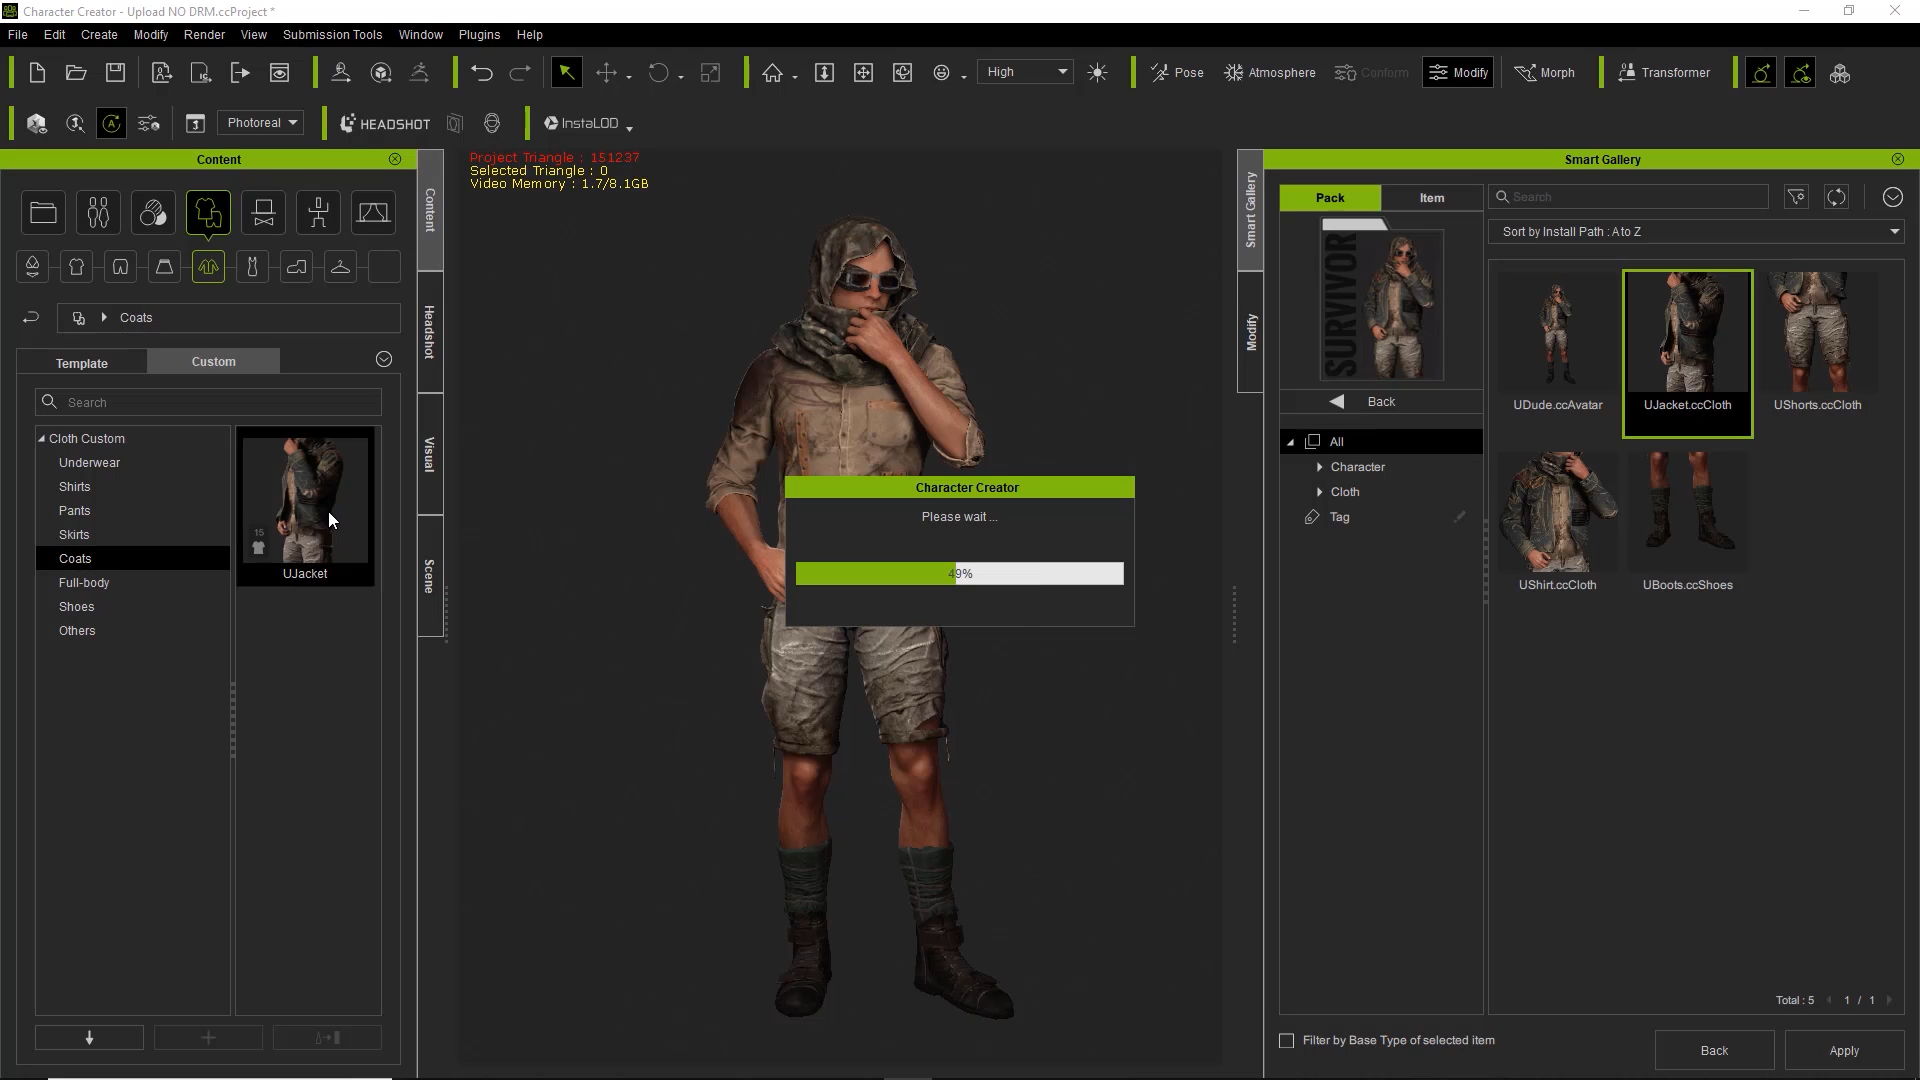 Character Creator - Upload NO DRM.ccProject *
File Edit Create Modify Render View Submission Tools Window Plugins Help
High
Pose
Atmosphere
Conform
Modify
Morph
Transformer
Photoreal
HEADSHOT
InstaLOD
Content
Coats
Template
Custom
Search
Cloth Custom
Underwear
Shirts
Pants
Skirts
Coats
Full-body
Shoes
Others
15
UJacket
Content
Headshot
Visual
Scene
Project Triangle : 151237
Selected Triangle : 0
Video Memory : 1.7/8.1GB
Character Creator
Please wait ...
49%
Smart Gallery
Modify
Smart Gallery
Pack
Item
Search
Sort by Install Path : A to Z
SURVIVOR
Back
All
Character
Cloth
Tag
UDude.ccAvatar
UJacket.ccCloth
UShorts.ccCloth
UShirt.ccCloth
UBoots.ccShoes
Total : 5
1 / 1
Filter by Base Type of selected item
Back
Apply